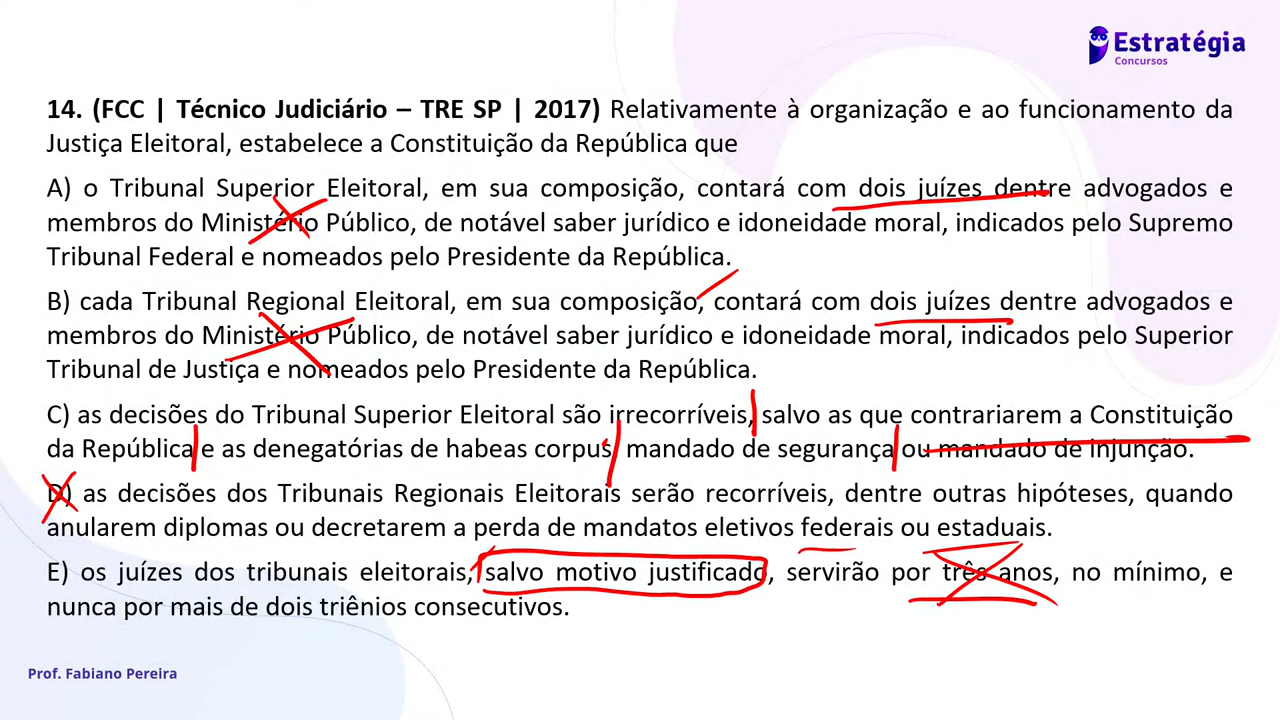 Estratégia
Concursos
14. (FCC | Técnico Judiciário – TRE SP | 2017) Relativamente à organização e ao funcionamento da
Justiça Eleitoral, estabelece a Constituição da República que
A) o Tribunal Superior Eleitoral, em sua composição, contará com dois juízes dentre advogados e
membros do Ministério Público, de notável saber jurídico e idoneidade moral, indicados pelo Supremo
Tribunal Federal e nomeados pelo Presidente da República.
B) cada Tribunal Regional Eleitoral, em sua composição, contará com dois juízes dentre advogados e
membros do Ministério Público, de notável saber jurídico e idoneidade moral, indicados pelo Superior
Tribunal de Justiça e nomeados pelo Presidente da República.
C) as decisões do Tribunal Superior Eleitoral são irrecorríveis, salvo as que contrariarem a Constituição
da República e as denegatórias de habeas corpus, mandado de segurança ou mandado de injunção.
D) as decisões dos Tribunais Regionais Eleitorais serão recorríveis, dentre outras hipóteses, quando
anularem diplomas ou decretarem a perda de mandatos eletivos federais ou estaduais.
E) os juízes dos tribunais eleitorais, salvo motivo justificado, servirão por três anos, no mínimo, e
nunca por mais de dois triênios consecutivos.
Prof. Fabiano Pereira